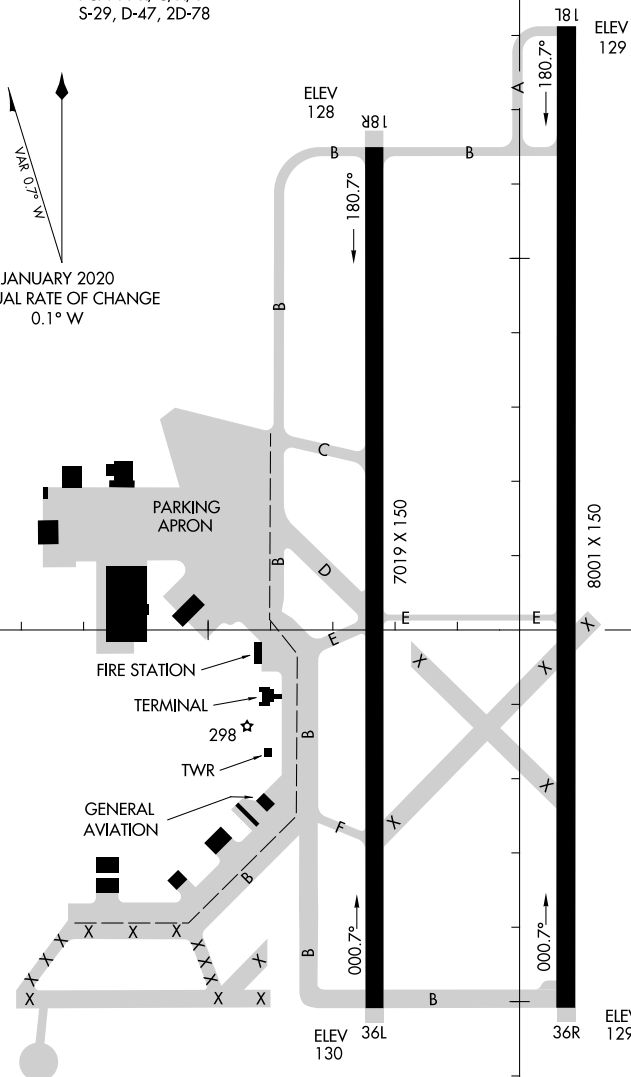 S-29, D-47, 2D-78
18L
ELEV
129
180.7°
A
ELEV
128
18R
B
B
180.7°
VAR 0.7° W
JANUARY 2020
UAL RATE OF CHANGE
0.1° W
B
C
PARKING
APRON
7019 X 150
8001 X 150
B
D
E
E
E
X
X
X
FIRE STATION
TERMINAL
298
B
TWR
X
GENERAL
AVIATION
F
X
B
X
X
X
X
X
X
X
X
X
X
X
B
000.7°
000.7°
X
X
X
B
36L
36R
ELEV
130
ELEV
129